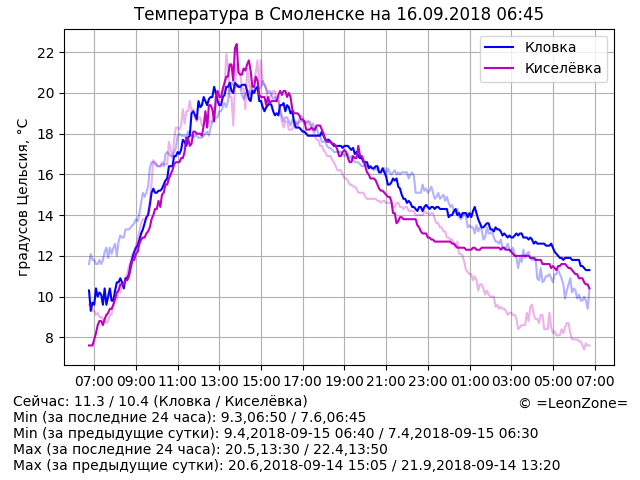 Температура в Смоленске на 16.09.2018 06:45
Кловка
Киселёвка
градусов Цельсия, °C
22
20
18
16
14
12
10
8
07:00 09:00 11:00 13:00 15:00 17:00 19:00 21:00 23:00 01:00 03:00 05:00 07:00
Сейчас: 11.3 / 10.4 (Кловка / Киселёвка)
© =LeonZone=
Min (за последние 24 часа): 9.3,06:50 / 7.6,06:45
Min (за предыдущие сутки): 9.4,2018-09-15 06:40 / 7.4,2018-09-15 06:30
Max (за последние 24 часа): 20.5,13:30 / 22.4,13:50
Max (за предыдущие сутки): 20.6,2018-09-14 15:05 / 21.9,2018-09-14 13:20